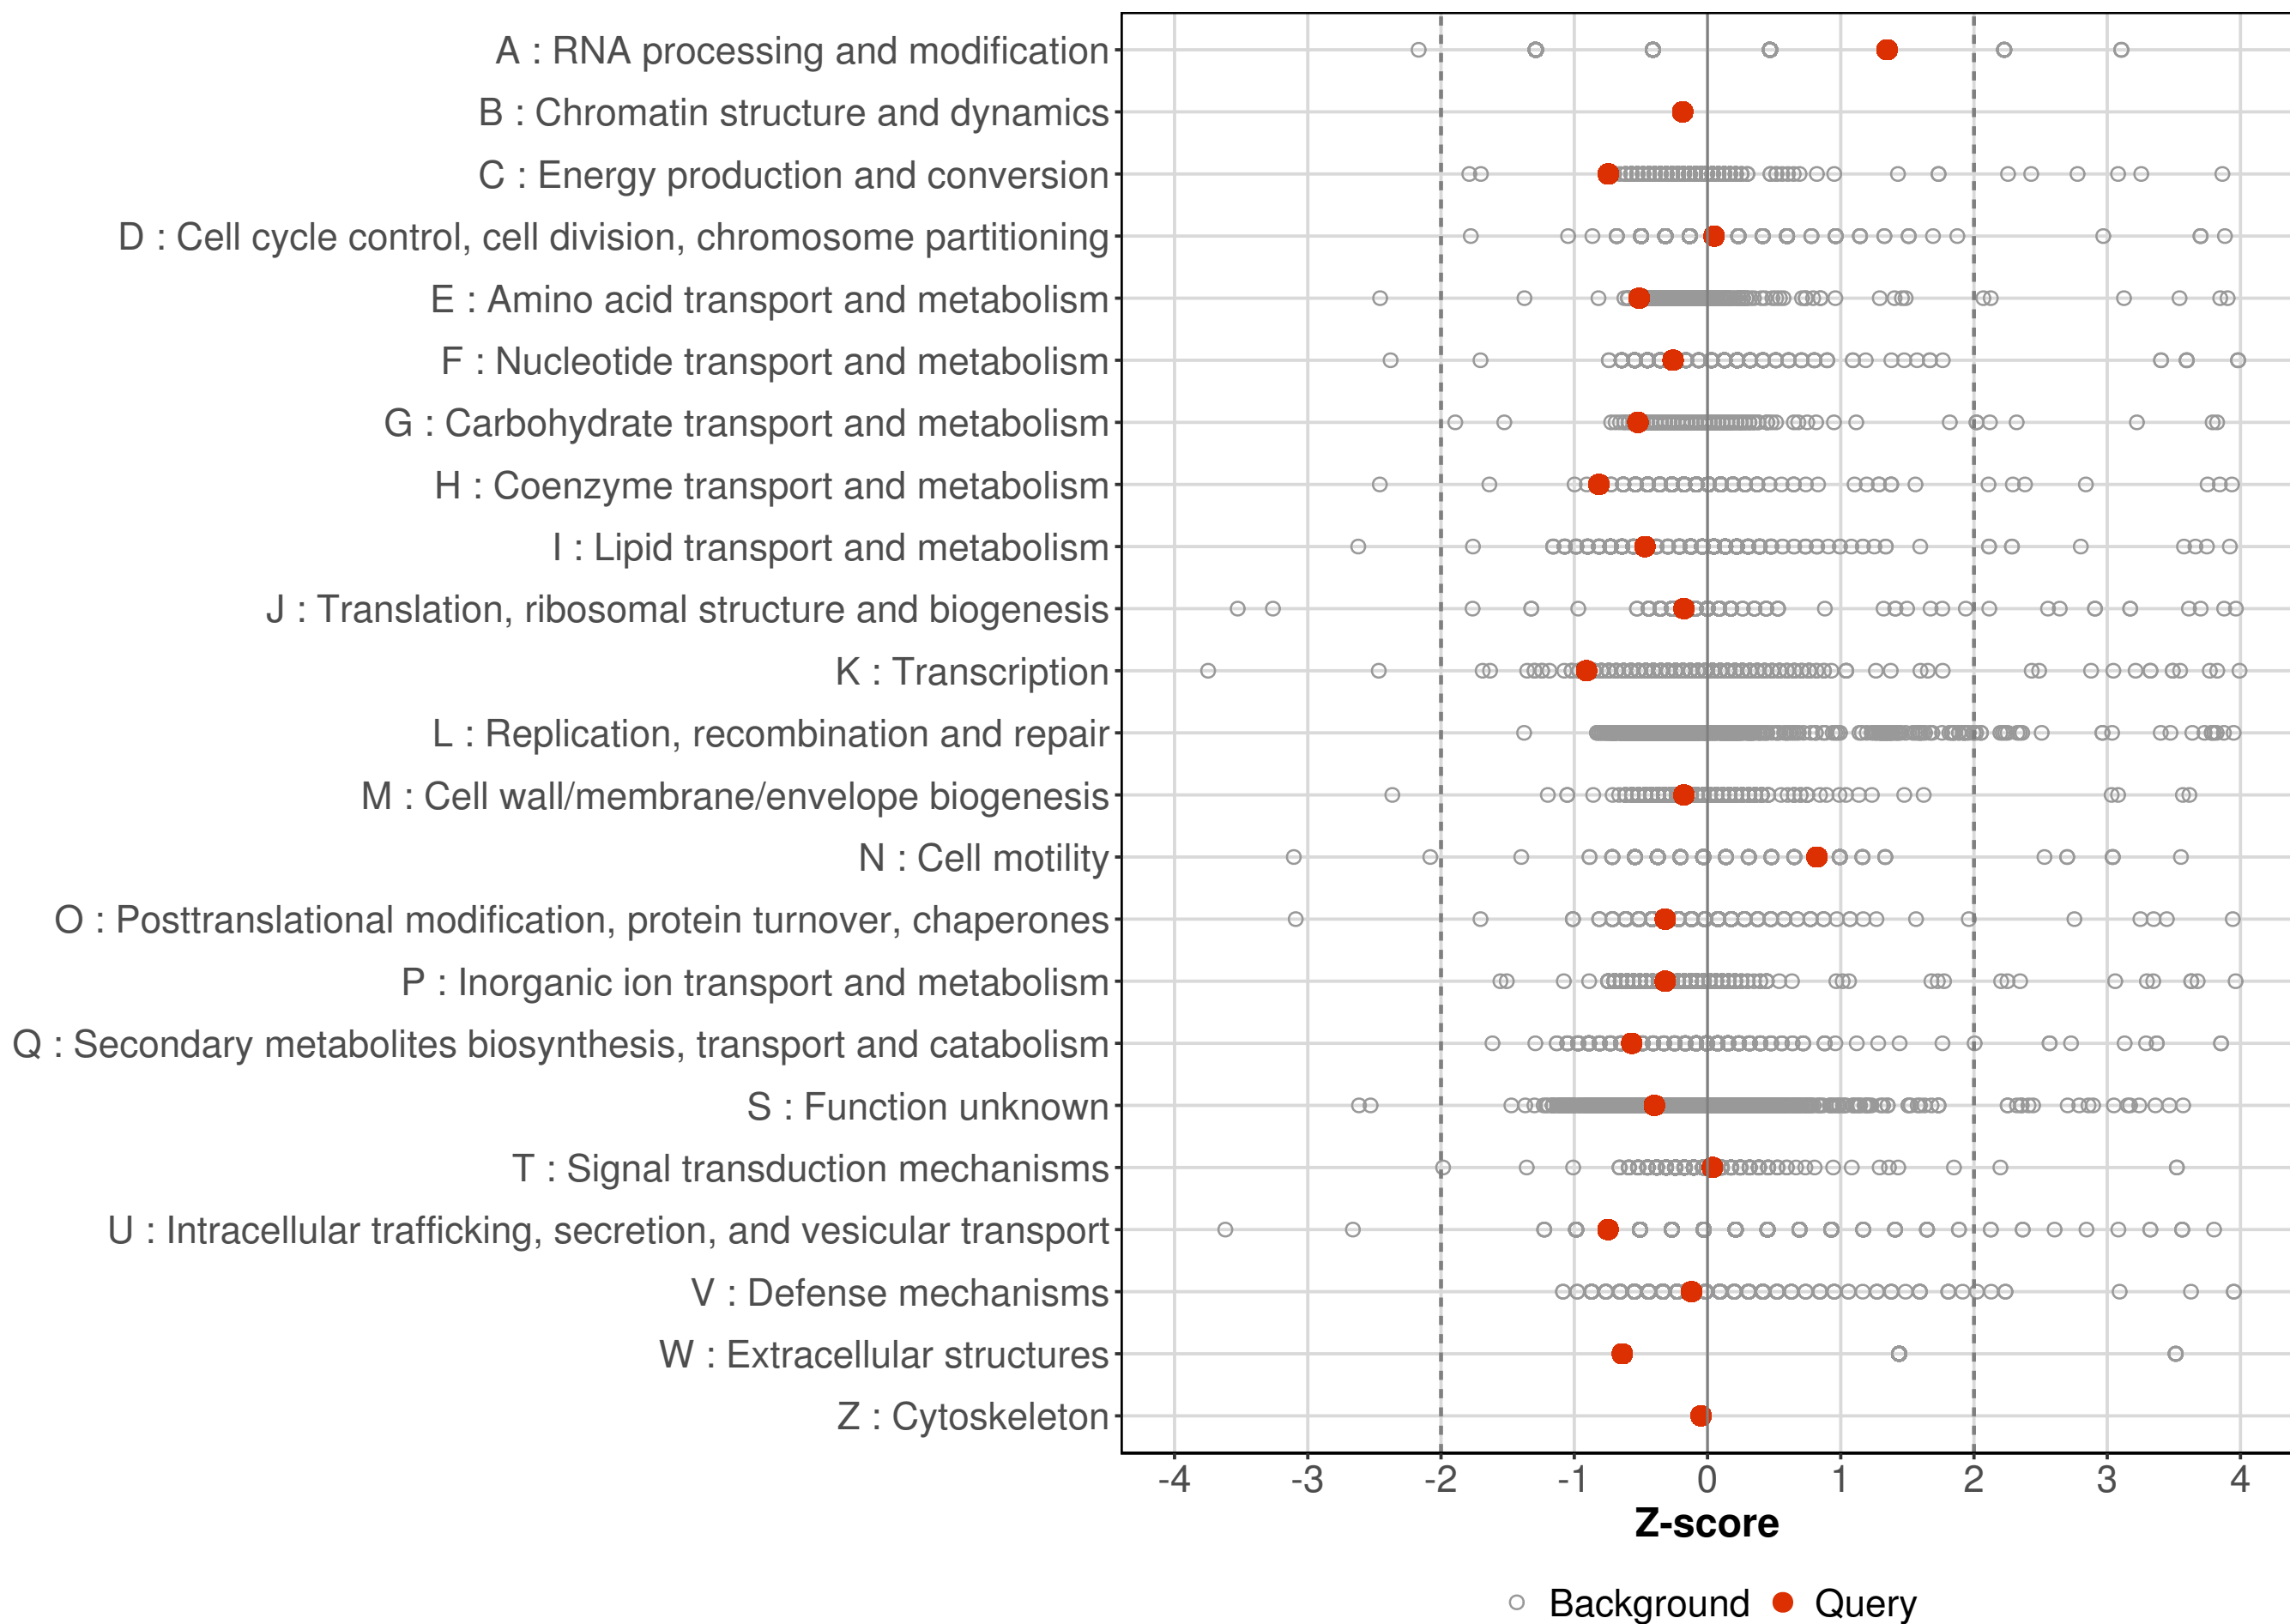 A : RNA processing and modification
B : Chromatin structure and dynamics
C : Energy production and conversion
D : Cell cycle control, cell division, chromosome partitioning
E : Amino acid transport and metabolism
F : Nucleotide transport and metabolism
G : Carbohydrate transport and metabolism
H : Coenzyme transport and metabolism
I : Lipid transport and metabolism
J : Translation, ribosomal structure and biogenesis
K : Transcription
L : Replication, recombination and repair
M : Cell wall/membrane/envelope biogenesis
N : Cell motility
O : Posttranslational modification, protein turnover, chaperones
P : Inorganic ion transport and metabolism
Q : Secondary metabolites biosynthesis, transport and catabolism
S : Function unknown
T : Signal transduction mechanisms
U : Intracellular trafficking, secretion, and vesicular transport
V : Defense mechanisms
W : Extracellular structures
Z : Cytoskeleton
-4 -3 -2 -1 0 1 2 3 4
Z-score
Background Query